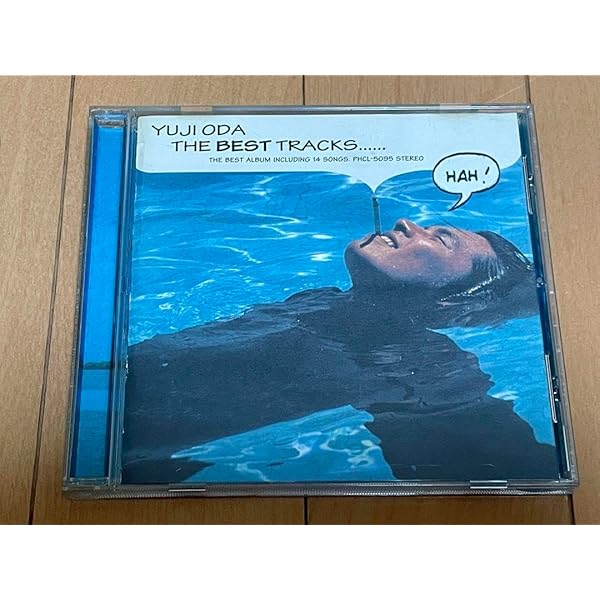 YUJI ODA
THE BEST TRACKS......
THE BEST ALBUM INCLUDING 14 SONGS. PHCL-5095 STEREO
HAH!